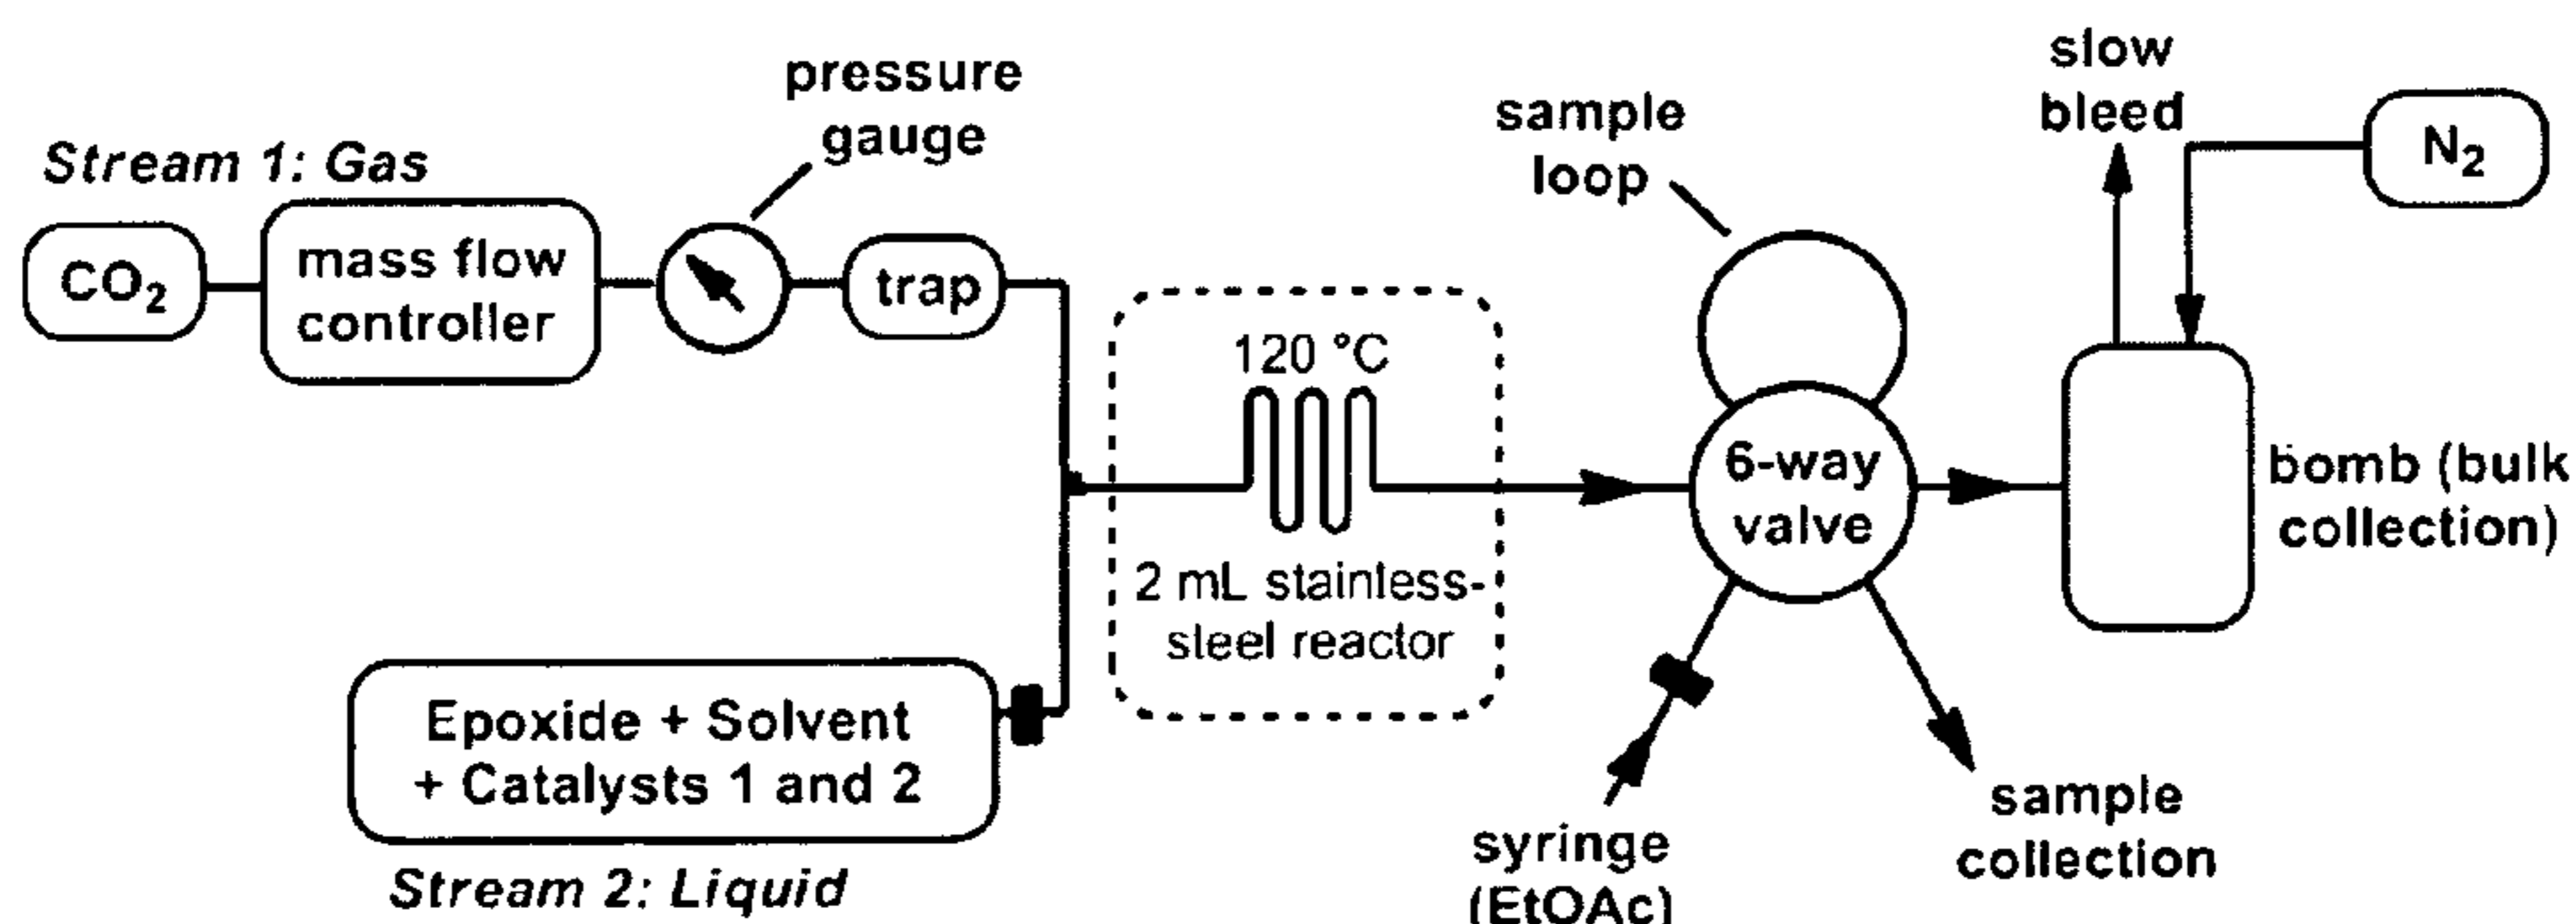 Stream 1: Gas
CO₂
mass flow
controller
pressure
gauge
trap
120 °C
2 mL stainless-
steel reactor
Epoxide + Solvent
+ Catalysts 1 and 2
Stream 2: Liquid
sample
loop
6-way
valve
syringe
(EtOAc)
sample
collection
slow
bleed
N₂
bomb (bulk
collection)